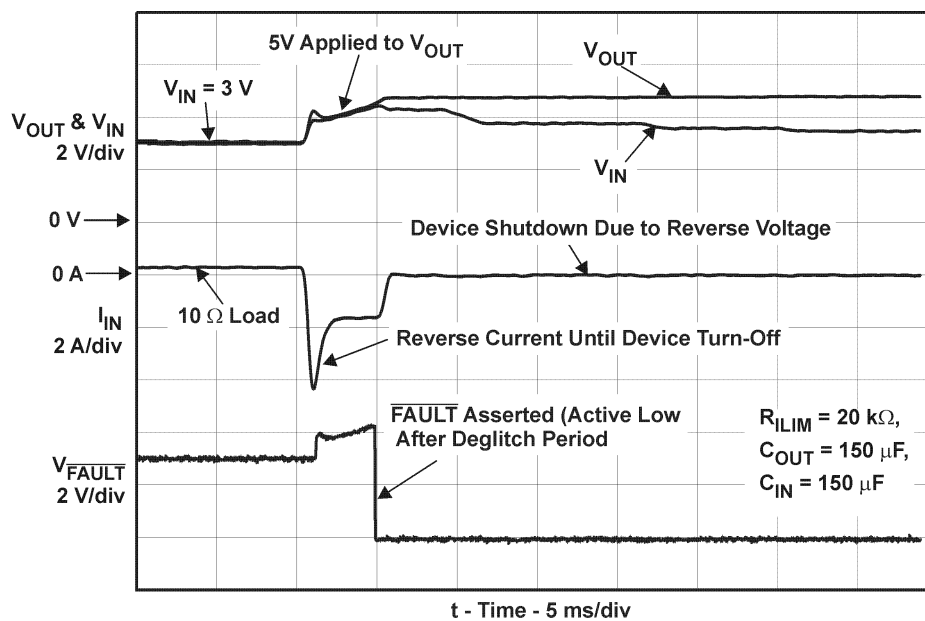 5V Applied to VOUT
VOUT
VIN = 3 V
VOUT & VIN
2 V/div
VIN
0 V
Device Shutdown Due to Reverse Voltage
0 A
10 Ω Load
IIN
2 A/div
Reverse Current Until Device Turn-Off
FAULT Asserted (Active Low
After Deglitch Period
RILIM = 20 kΩ,
COUT = 150 μF,
CIN = 150 μF
VFAULT
2 V/div
t - Time - 5 ms/div